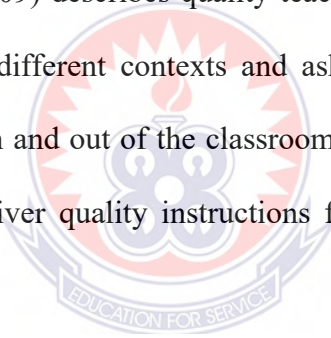 09) describes quality teac
different contexts and ask
n and out of the classroom
iver quality instructions f
EDUCATION FOR SERVICE